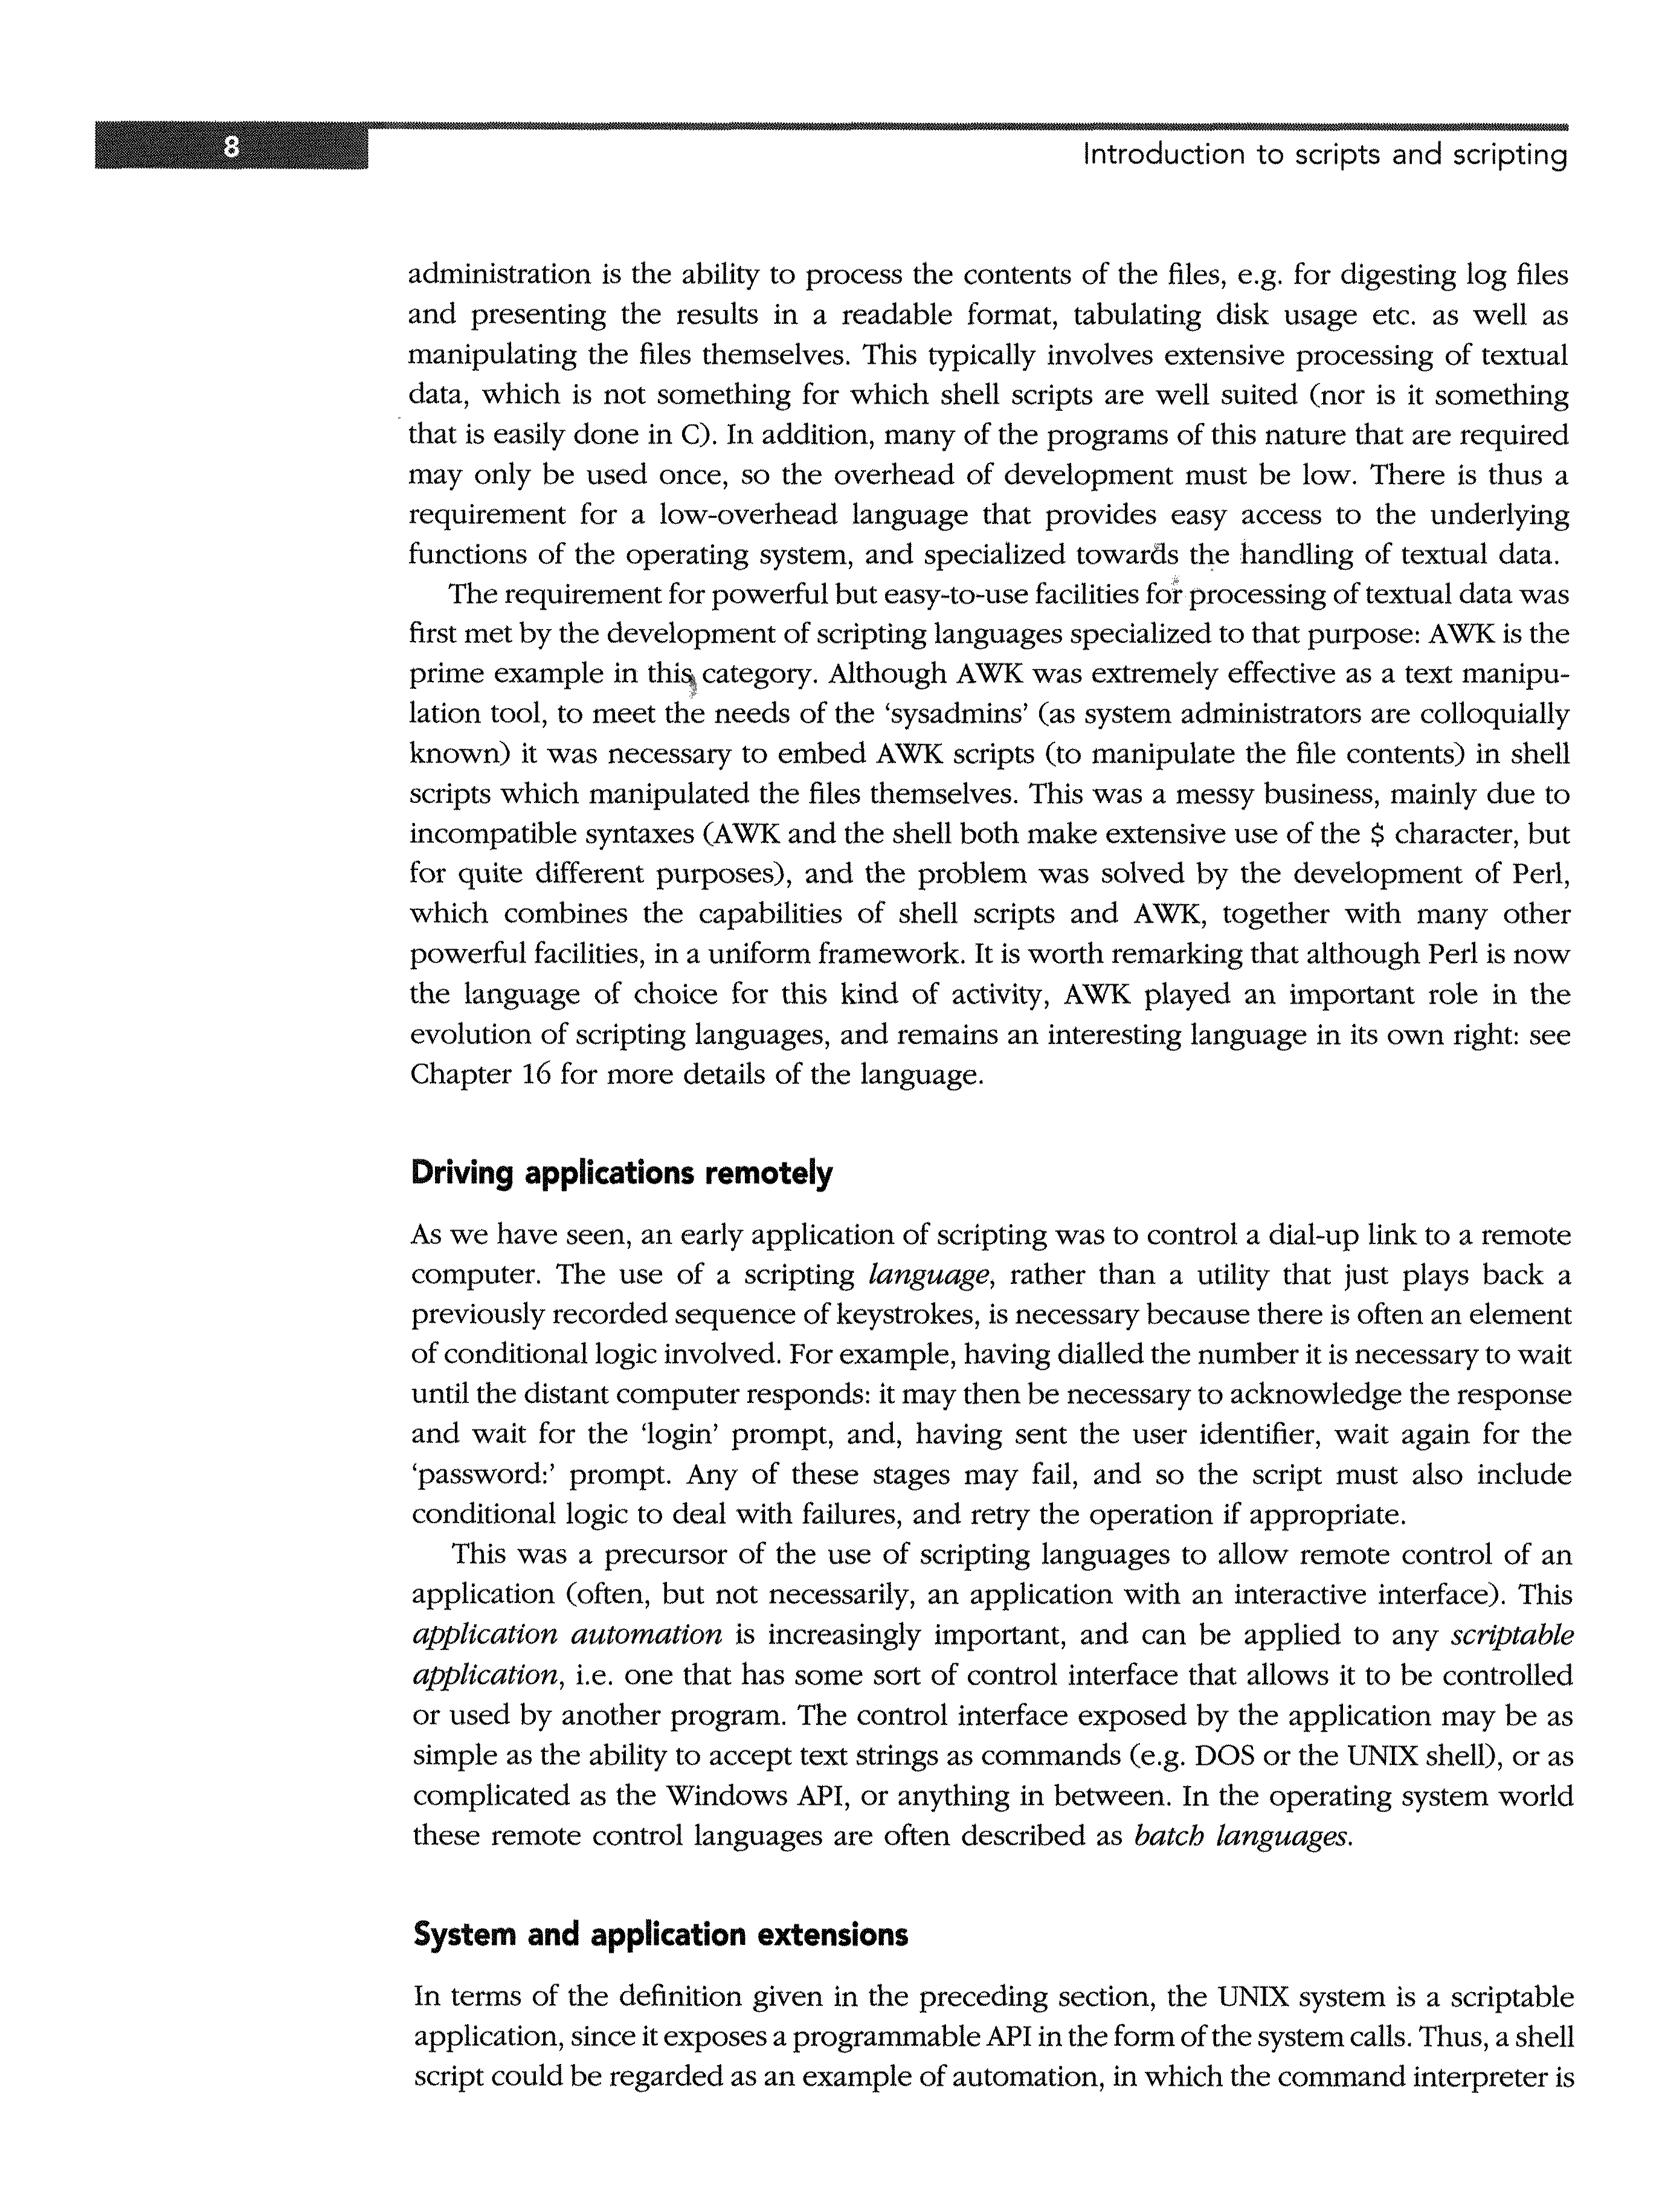 8
Introduction to scripts and scripting
administration is the ability to process the contents of the files, e.g. for digesting log files
and presenting the results in a readable format, tabulating disk usage etc. as well as
manipulating the files themselves. This typically involves extensive processing of textual
data, which is not something for which shell scripts are well suited (nor is it something
that is easily done in C). In addition, many of the programs of this nature that are required
may only be used once, so the overhead of development must be low. There is thus a
requirement for a low-overhead language that provides easy access to the underlying
functions of the operating system, and specialized towards the handling of textual data.
The requirement for powerful but easy-to-use facilities for processing of textual data was
first met by the development of scripting languages specialized to that purpose: AWK is the
prime example in this category. Although AWK was extremely effective as a text manipu-
lation tool, to meet the needs of the ‘sysadmins’ (as system administrators are colloquially
known) it was necessary to embed AWK scripts (to manipulate the file contents) in shell
scripts which manipulated the files themselves. This was a messy business, mainly due to
incompatible syntaxes (AWK and the shell both make extensive use of the $ character, but
for quite different purposes), and the problem was solved by the development of Perl,
which combines the capabilities of shell scripts and AWK, together with many other
powerful facilities, in a uniform framework. It is worth remarking that although Perl is now
the language of choice for this kind of activity, AWK played an important role in the
evolution of scripting languages, and remains an interesting language in its own right: see
Chapter 16 for more details of the language.
Driving applications remotely
As we have seen, an early application of scripting was to control a dial-up link to a remote
computer. The use of a scripting language, rather than a utility that just plays back a
previously recorded sequence of keystrokes, is necessary because there is often an element
of conditional logic involved. For example, having dialled the number it is necessary to wait
until the distant computer responds: it may then be necessary to acknowledge the response
and wait for the ‘login’ prompt, and, having sent the user identifier, wait again for the
‘password:’ prompt. Any of these stages may fail, and so the script must also include
conditional logic to deal with failures, and retry the operation if appropriate.
This was a precursor of the use of scripting languages to allow remote control of an
application (often, but not necessarily, an application with an interactive interface). This
application automation is increasingly important, and can be applied to any scriptable
application, i.e. one that has some sort of control interface that allows it to be controlled
or used by another program. The control interface exposed by the application may be as
simple as the ability to accept text strings as commands (e.g. DOS or the UNIX shell), or as
complicated as the Windows API, or anything in between. In the operating system world
these remote control languages are often described as batch languages.
System and application extensions
In terms of the definition given in the preceding section, the UNIX system is a scriptable
application, since it exposes a programmable API in the form of the system calls. Thus, a shell
script could be regarded as an example of automation, in which the command interpreter is